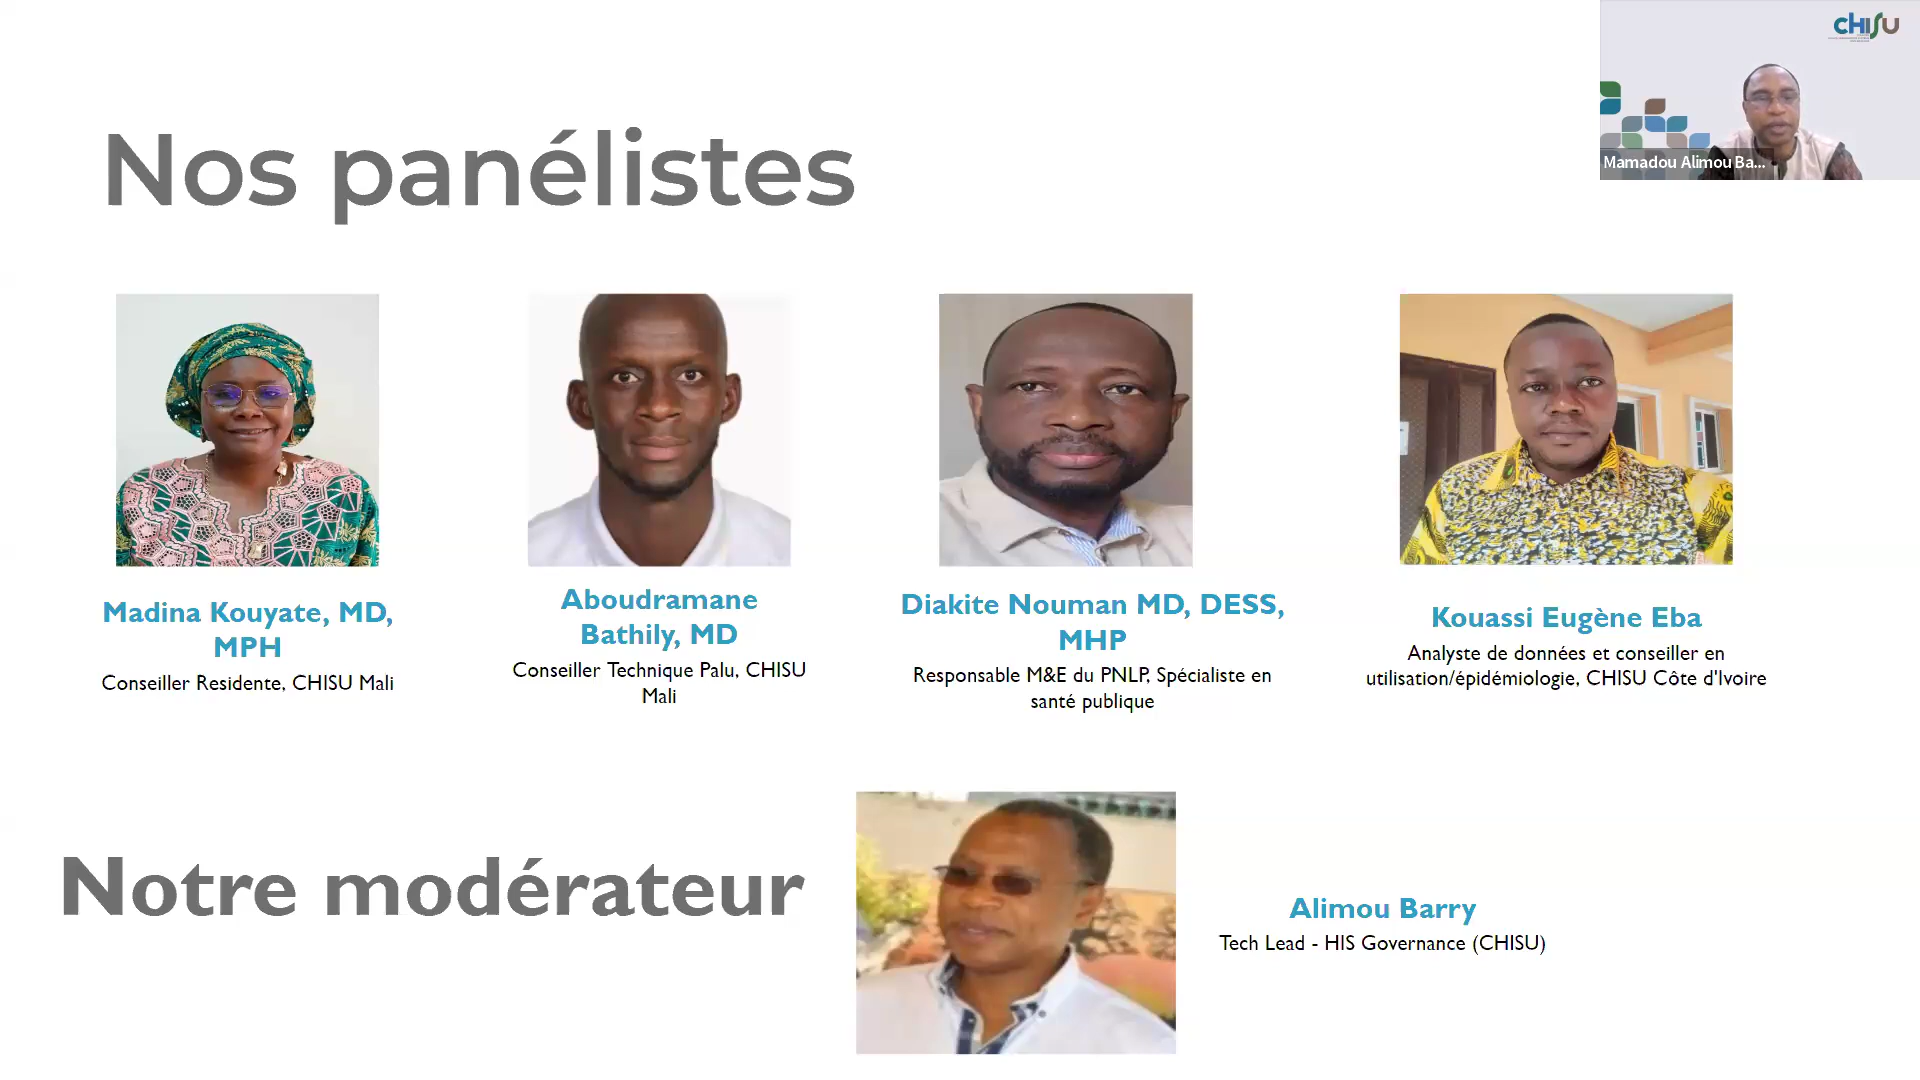 CHISU
Mamadou Alimou Ba...
Nos panélistes
Madina Kouyate, MD,
MPH
Conseiller Residente, CHISU Mali
Aboudramane
Bathily, MD
Conseiller Technique Palu, CHISU
Mali
Diakite Nouman MD, DESS,
MHP
Responsable M&E du PNLP, Spécialiste en
santé publique
Kouassi Eugène Eba
Analyste de données et conseiller en
utilisation/épidémiologie, CHISU Côte d'Ivoire
Notre modérateur
Alimou Barry
Tech Lead - HIS Governance (CHISU)